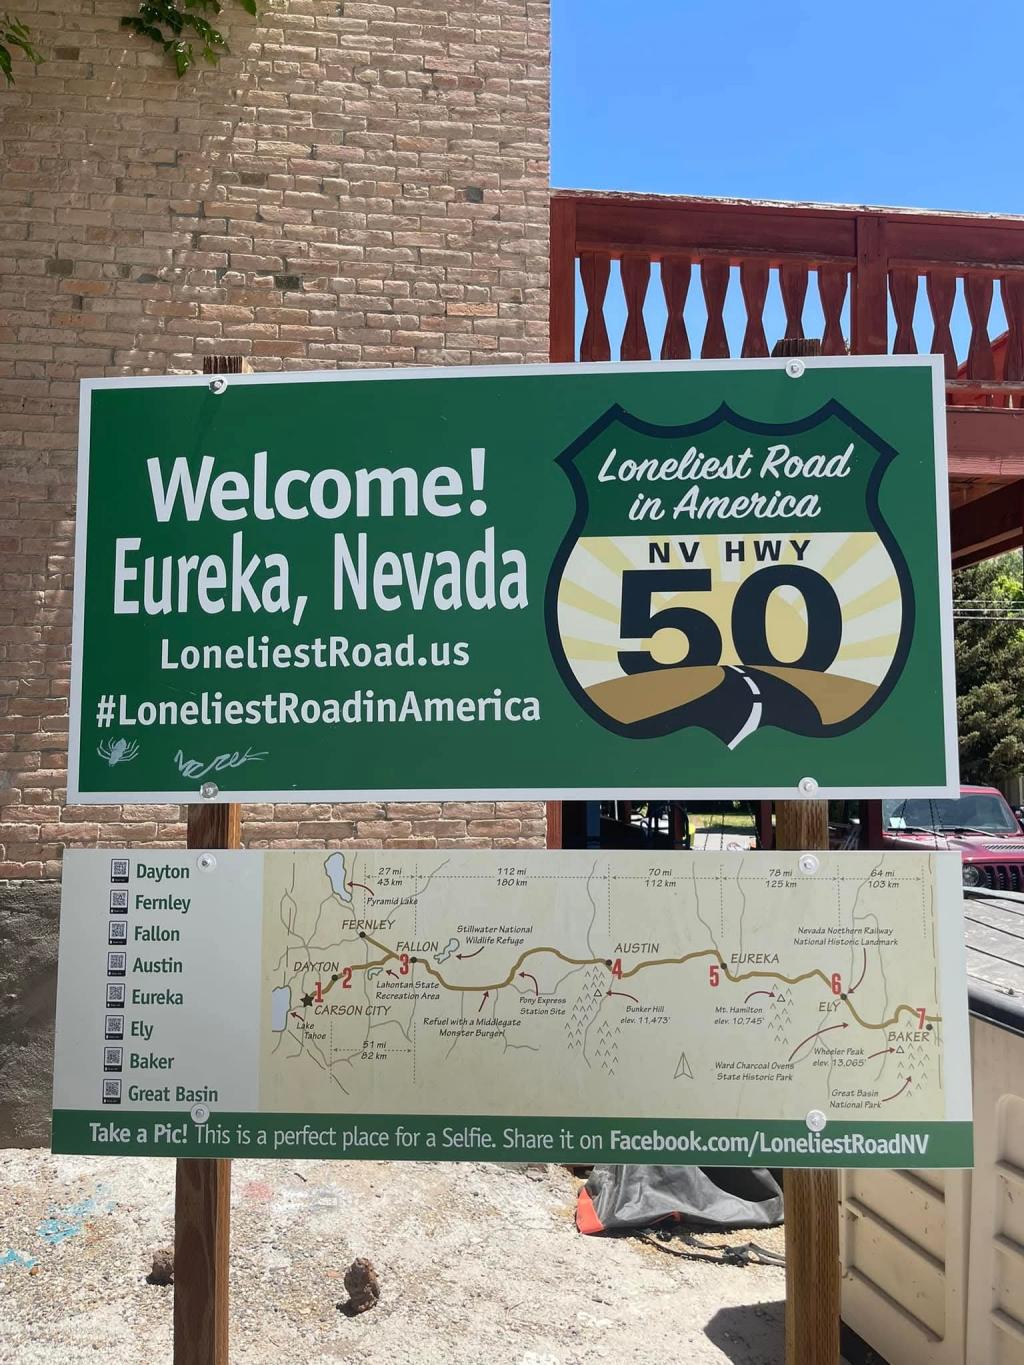 Welcome!
Eureka, Nevada
LoneliestRoad.us
#LoneliestRoadinAmerica
Loneliest Road
in America
NV HWY
50
Dayton
Fernley
Fallon
Austin
Eureka
Ely
Baker
Great Basin
27 mi
43 km
112 mi
180 km
70 mi
112 km
78 mi
125 km
64 mi
103 km
Pyramid Lake
FERNLEY
Stillwater National
Wildlife Refuge
Nevada Northern Railway
National Historic Landmark
FALLON
AUSTIN
EUREKA
DAYTON
1
2
3
4
5
6
7
Lahontan State
Recreation Area
CARSON CITY
Lake
Tahoe
Refuel with a Middlegate
Monster Burger
Pony Express
Station Site
Bunker Hill
elev. 11,473'
Mt. Hamilton
elev. 10,745'
ELY
BAKER
51 mi
82 km
Ward Charcoal Ovens
State Historic Park
Wheeler Peak
elev. 13,065'
Great Basin
National Park
Take a Pic! This is a perfect place for a Selfie. Share it on Facebook.com/LoneliestRoadNV